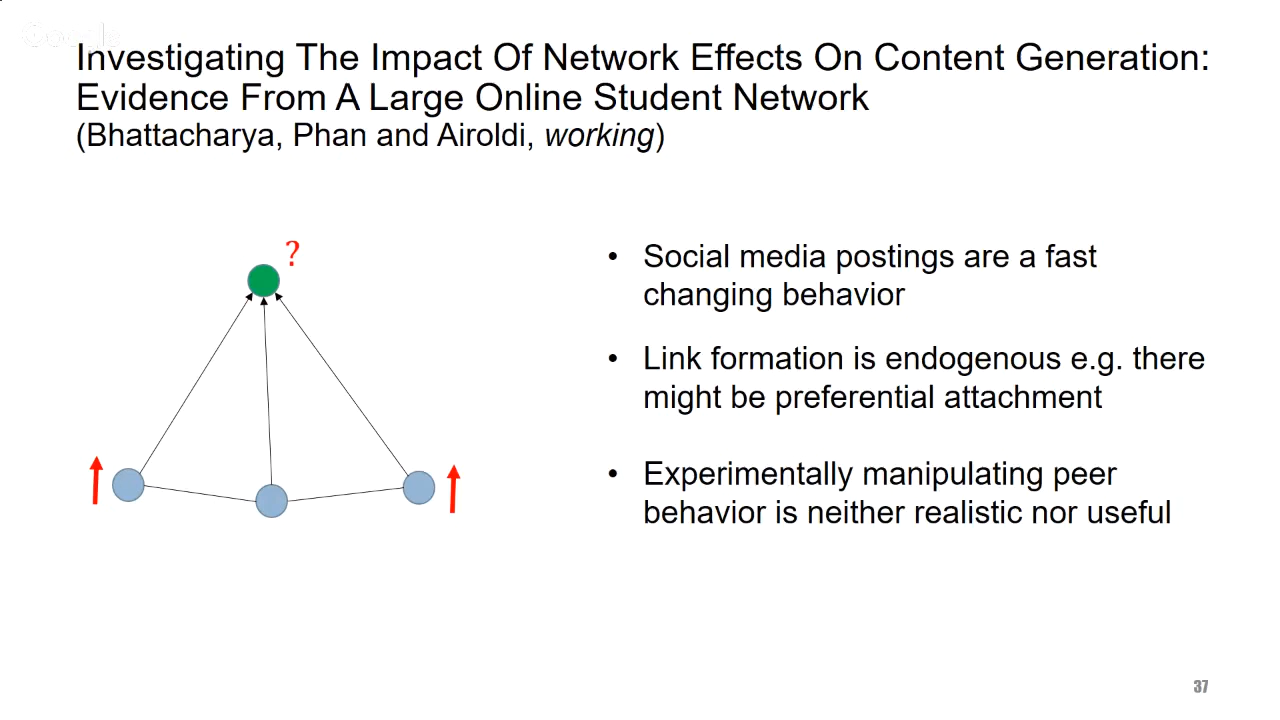 Google
Investigating The Impact Of Network Effects On Content Generation:
Evidence From A Large Online Student Network
(Bhattacharya, Phan and Airoldi, working)
?
• Social media postings are a fast
changing behavior
• Link formation is endogenous e.g. there
might be preferential attachment
• Experimentally manipulating peer
behavior is neither realistic nor useful
37